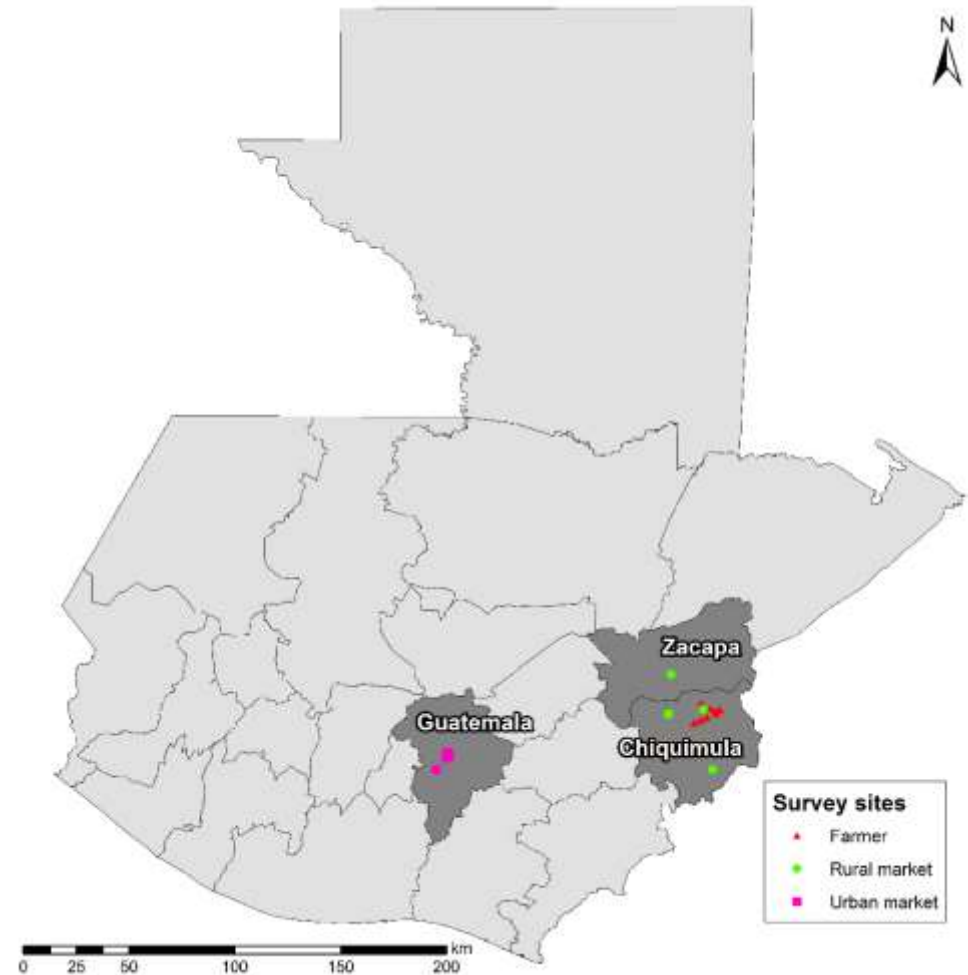 N
Zacapa
Guatemala
Chiquimula
Survey sites
Farmer
Rural market
Urban market
km
0 25 50 100 150 200